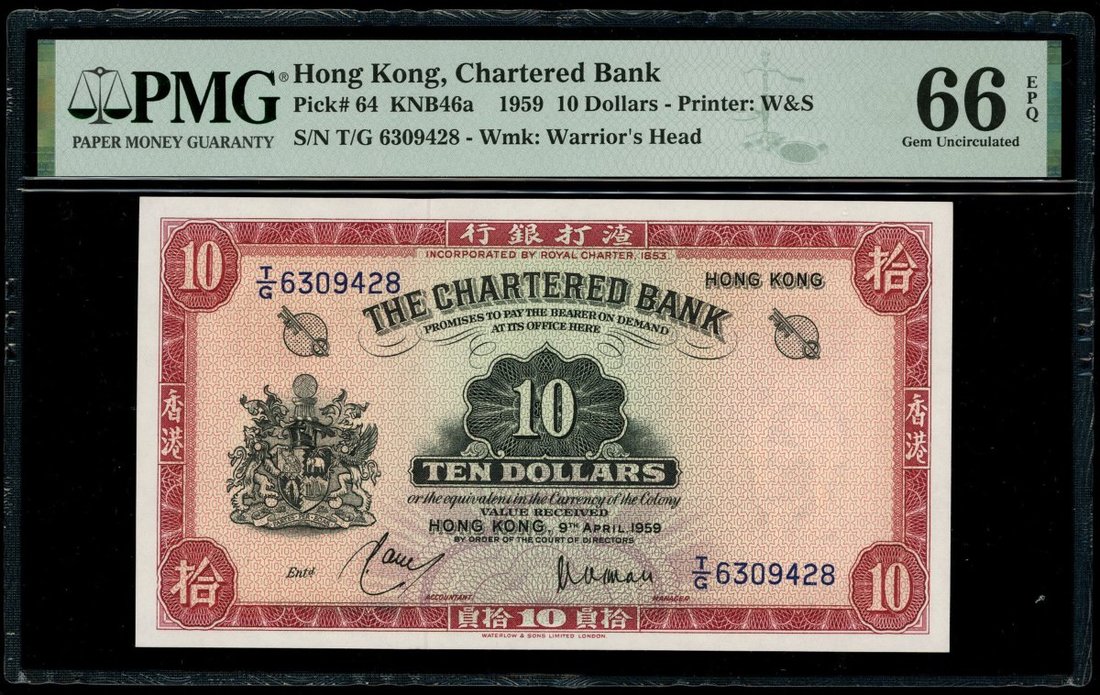 PMG® Hong Kong, Chartered Bank
PAPER MONEY GUARANTY
Pick# 64 KNB46a 1959 10 Dollars - Printer: W&S
S/N T/G 6309428 - Wmk: Warrior's Head
66 EPQ
Gem Uncirculated
行銀打渣
INCORPORATED BY ROYAL CHARTER, 1853.
10
拾
T/G 6309428
HONG KONG
THE CHARTERED BANK
PROMISES TO PAY THE BEARER ON DEMAND
AT ITS OFFICE HERE
香港
10
香港
TEN DOLLARS
or the equivalent in the Currency of the Colony
VALUE RECEIVED
HONG KONG, 9TH APRIL, 1959
BY ORDER OF THE COURT OF DIRECTORS
Entd
T/G 6309428
ACCOUNTANT
MANAGER
拾
10
員拾 10 員拾
WATERLOW & SONS LIMITED LONDON